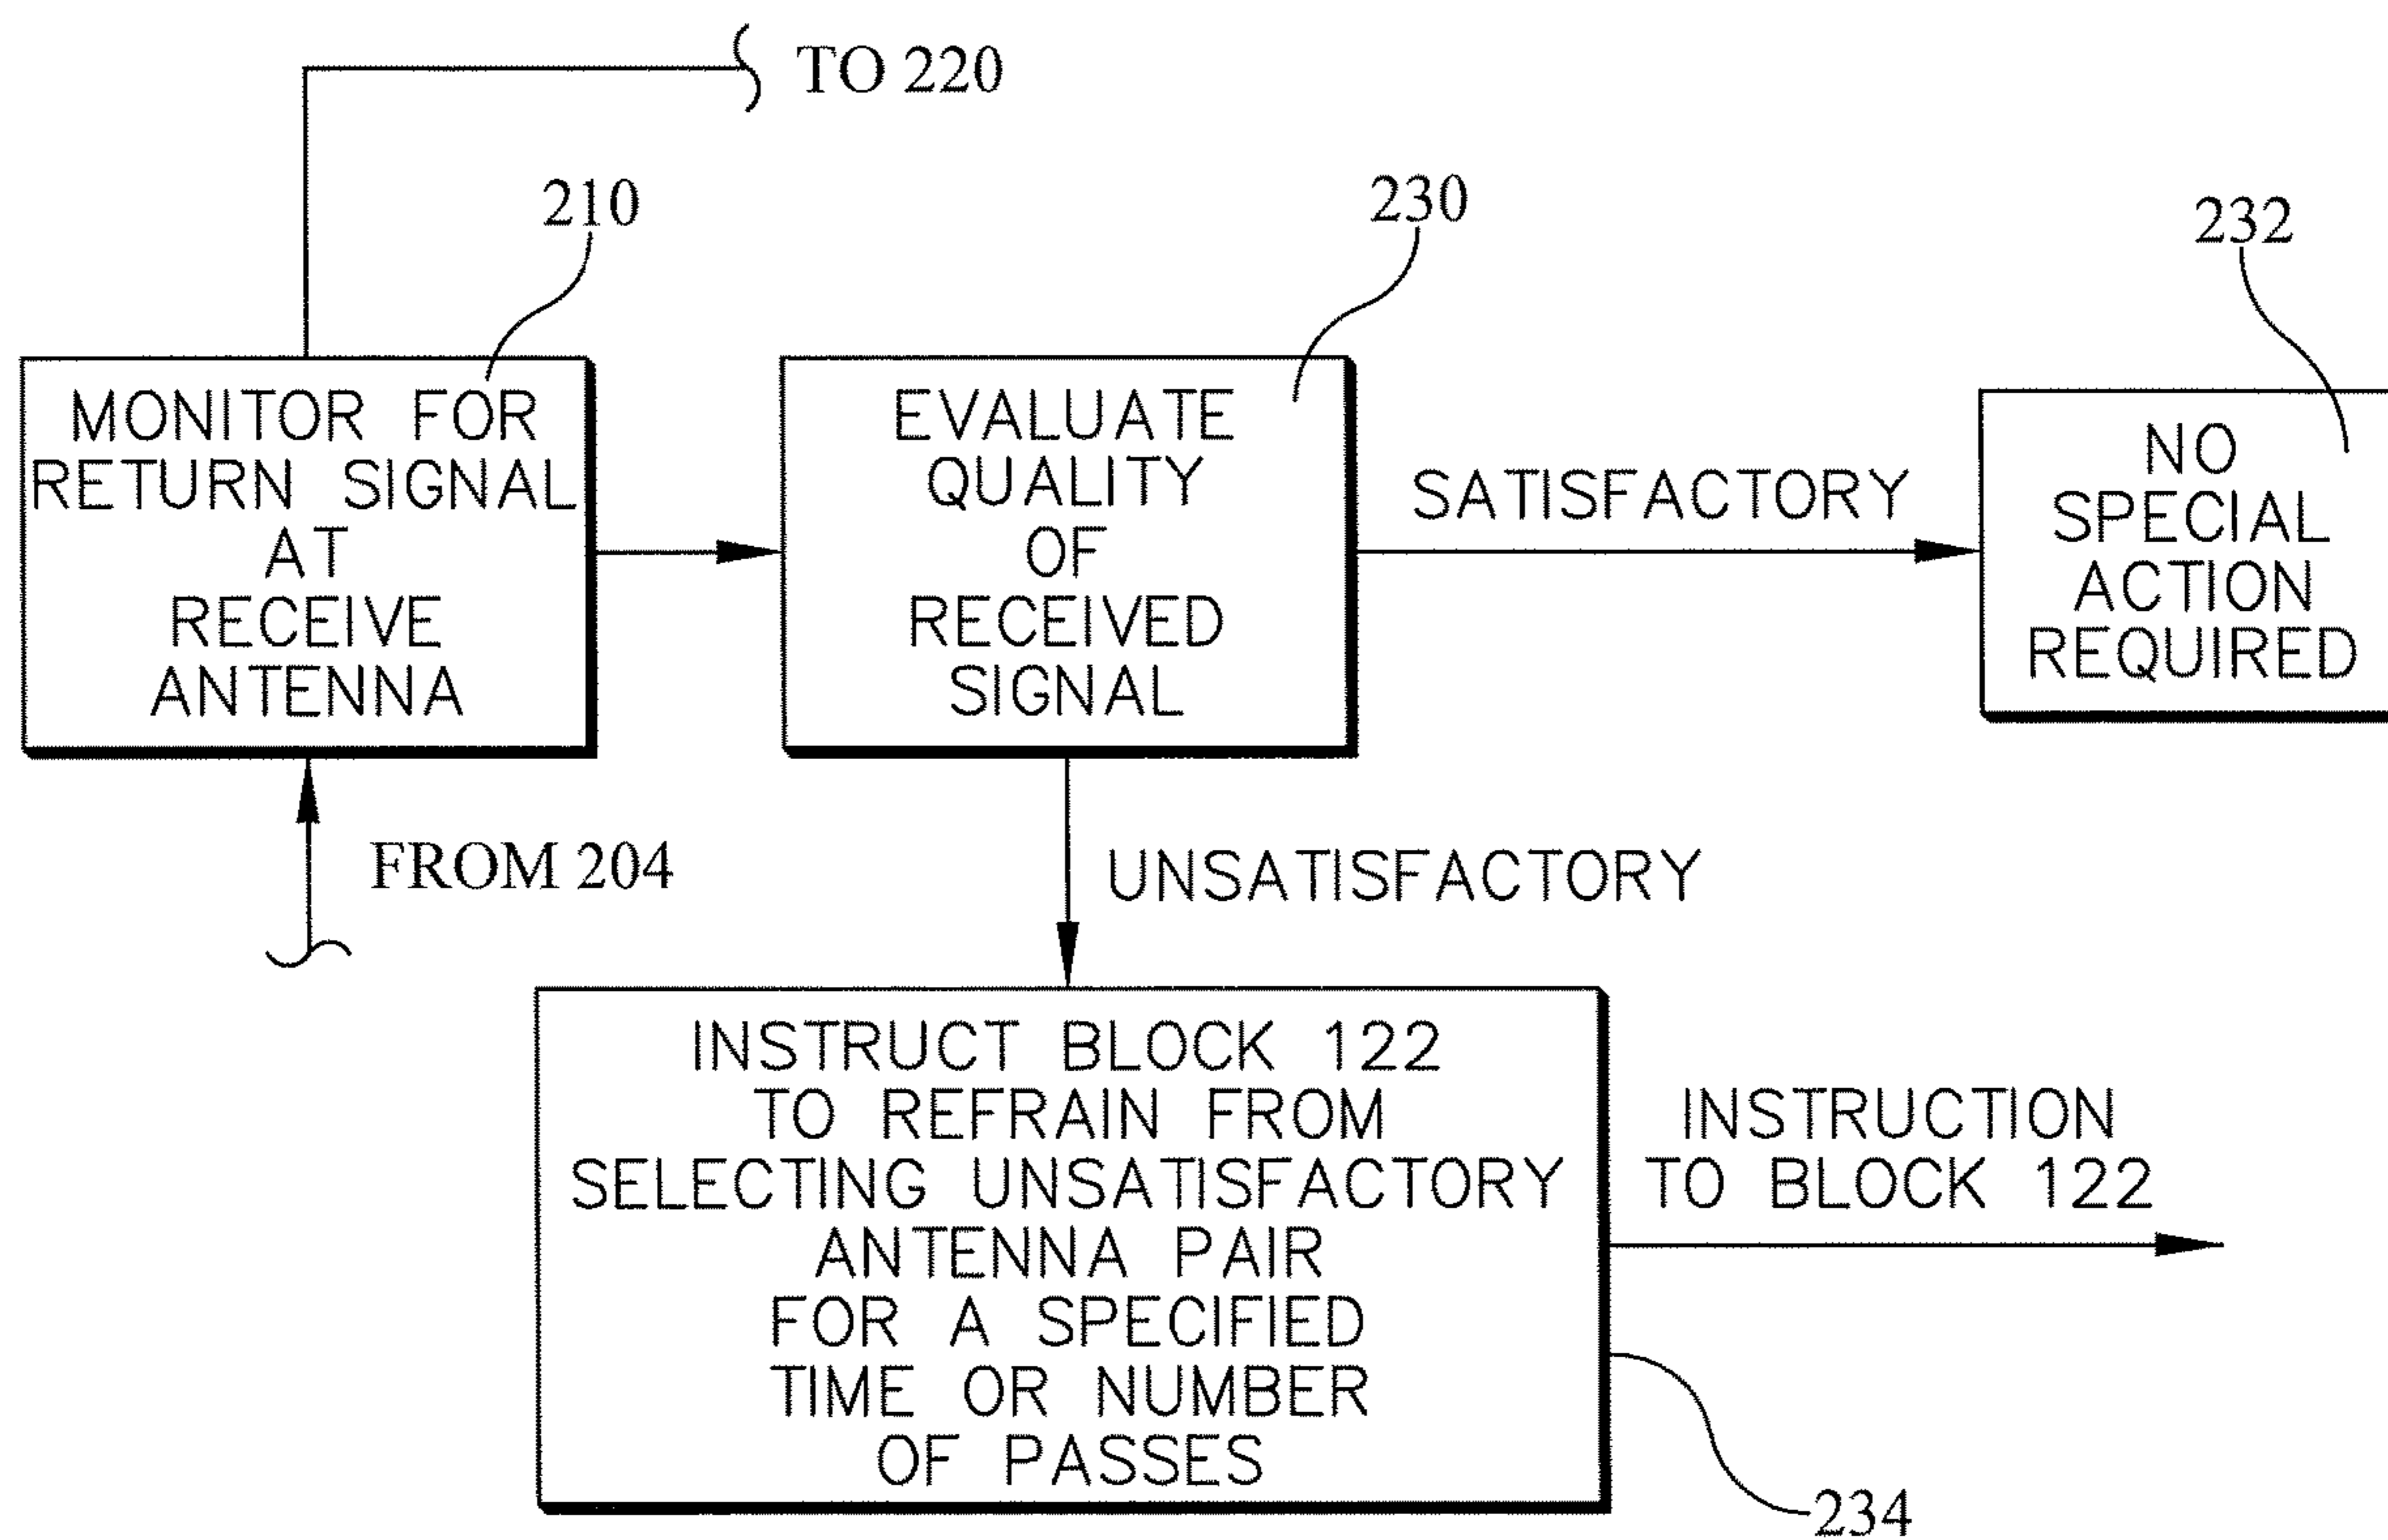 TO 220
210
230
232
MONITOR FOR
RETURN SIGNAL
AT
RECEIVE
ANTENNA
EVALUATE
QUALITY
OF
RECEIVED
SIGNAL
SATISFACTORY
NO
SPECIAL
ACTION
REQUIRED
FROM 204
UNSATISFACTORY
INSTRUCT BLOCK 122
TO REFRAIN FROM
SELECTING UNSATISFACTORY
ANTENNA PAIR
FOR A SPECIFIED
TIME OR NUMBER
OF PASSES
INSTRUCTION
TO BLOCK 122
234